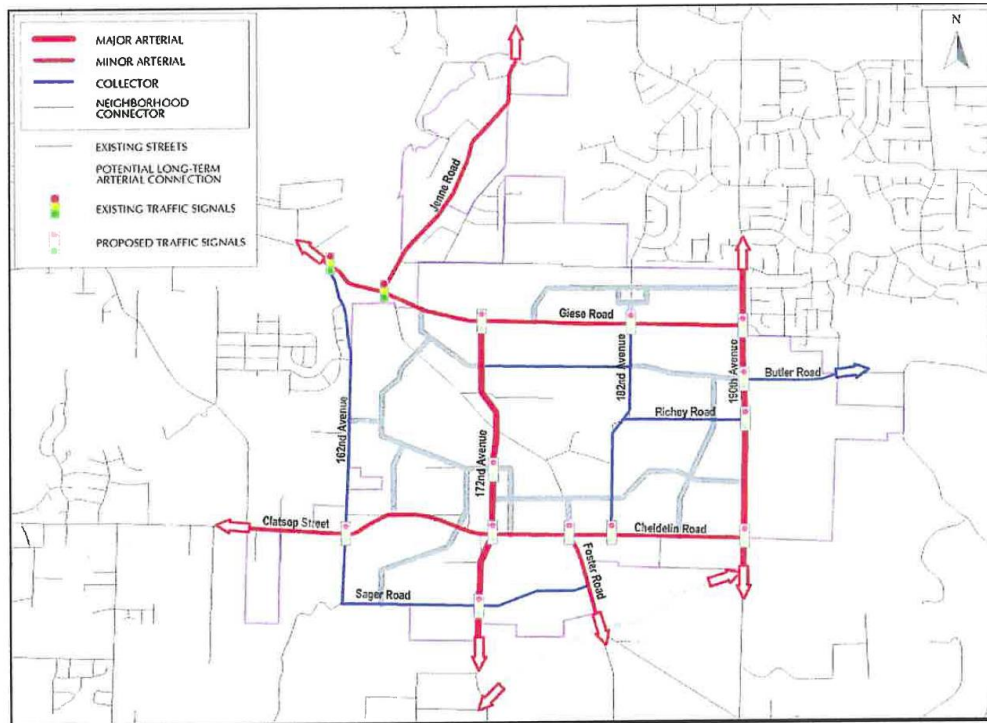 MAJOR ARTERIAL
MINOR ARTERIAL
COLLECTOR
NEIGHBORHOOD
CONNECTOR
EXISTING STREETS
POTENTIAL LONG-TERM
ARTERIAL CONNECTION
EXISTING TRAFFIC SIGNALS
PROPOSED TRAFFIC SIGNALS
N
Jenne Road
Giese Road
182nd Avenue
190th Avenue
Butler Road
Richey Road
162nd Avenue
172nd Avenue
Clatsop Street
Cheldelin Road
Foster Road
Sager Road